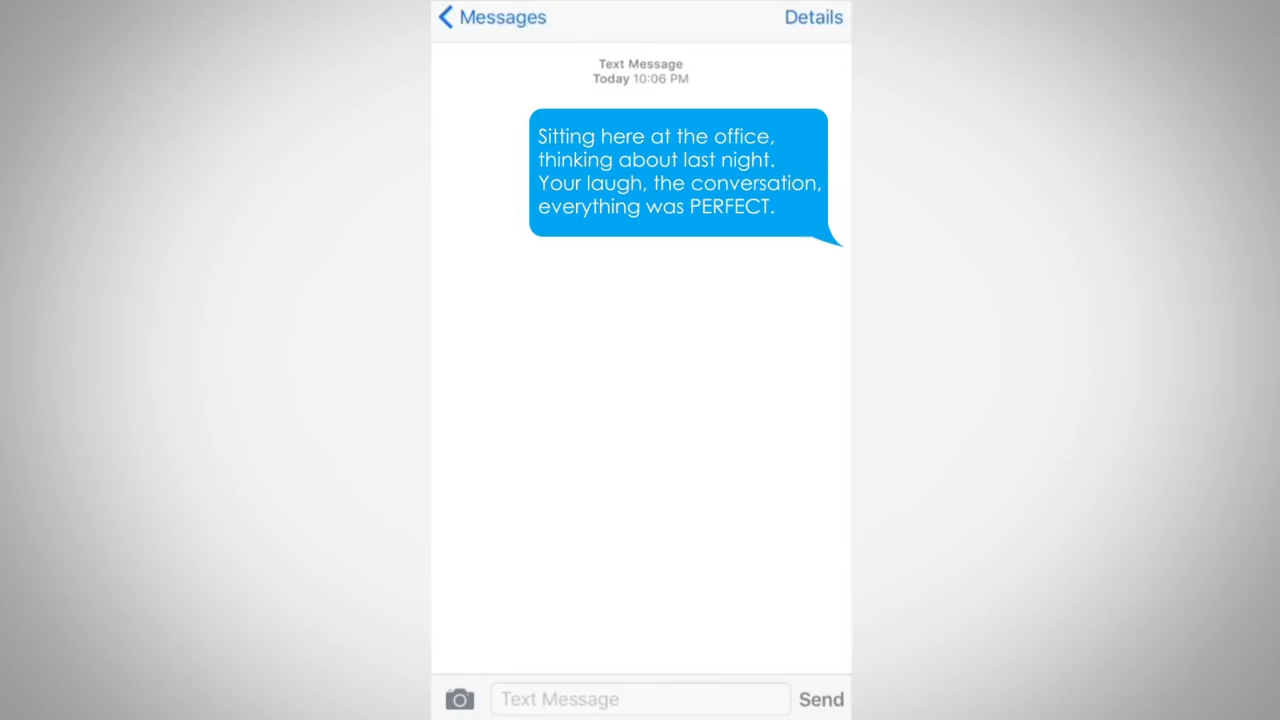 Messages Details
Text Message
Today 10:06 PM
Sitting here at the office,
thinking about last night.
Your laugh, the conversation,
everything was PERFECT.
Text Message Send